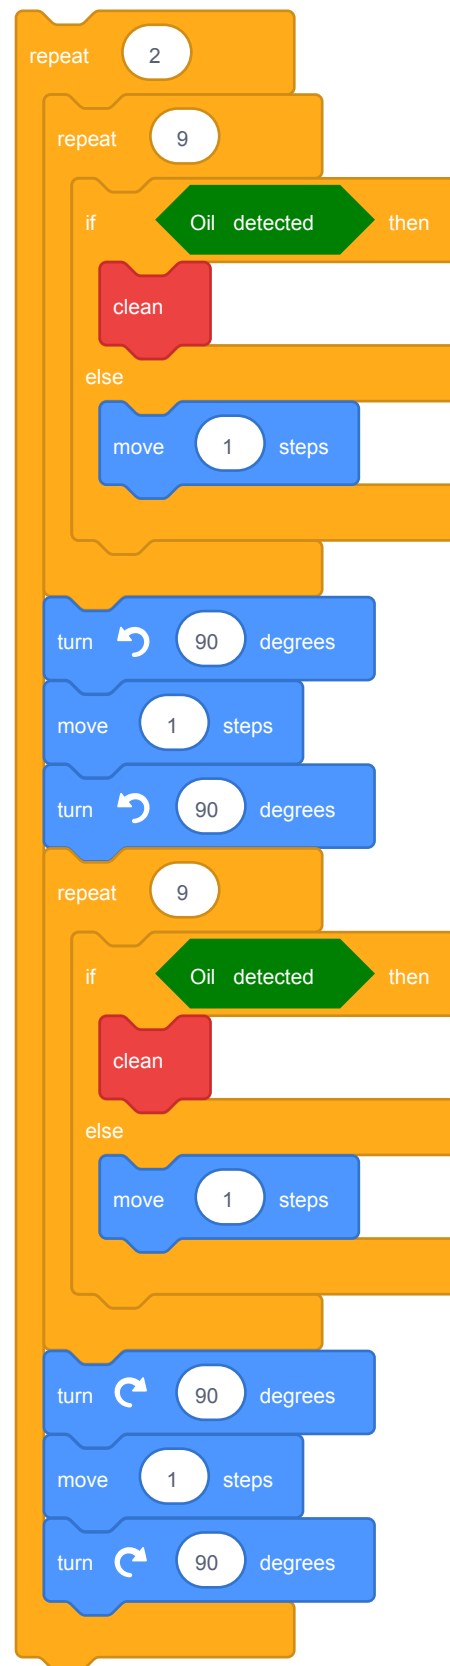 repeat 2
repeat 9
if Oil detected then
clean
else
move 1 steps
turn 90 degrees
move 1 steps
turn 90 degrees
repeat 9
if Oil detected then
clean
else
move 1 steps
turn 90 degrees
move 1 steps
turn 90 degrees